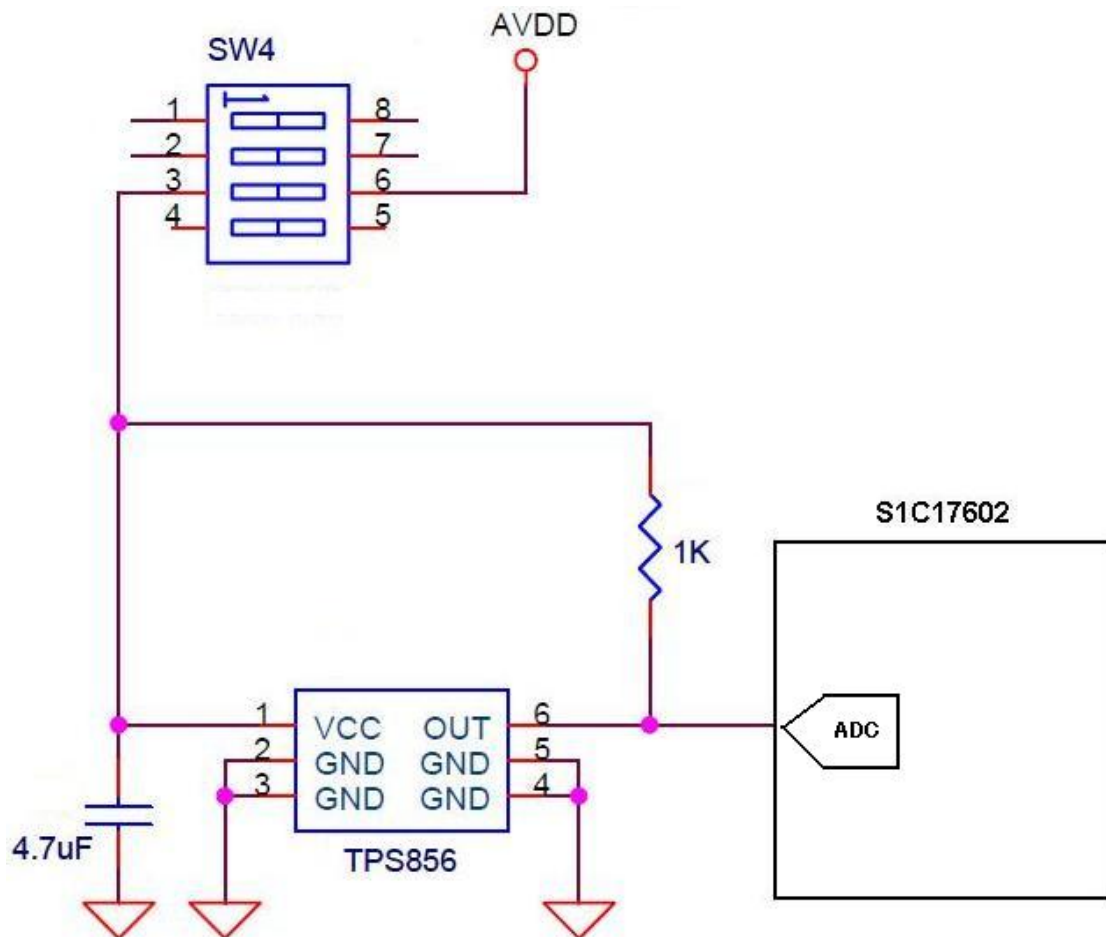 AVDD
SW4
1 8
2 7
3 6
4 5
S1C17602
1K
1 VCC OUT 6
2 GND GND 5
3 GND GND 4
ADC
4.7uF
TPS856